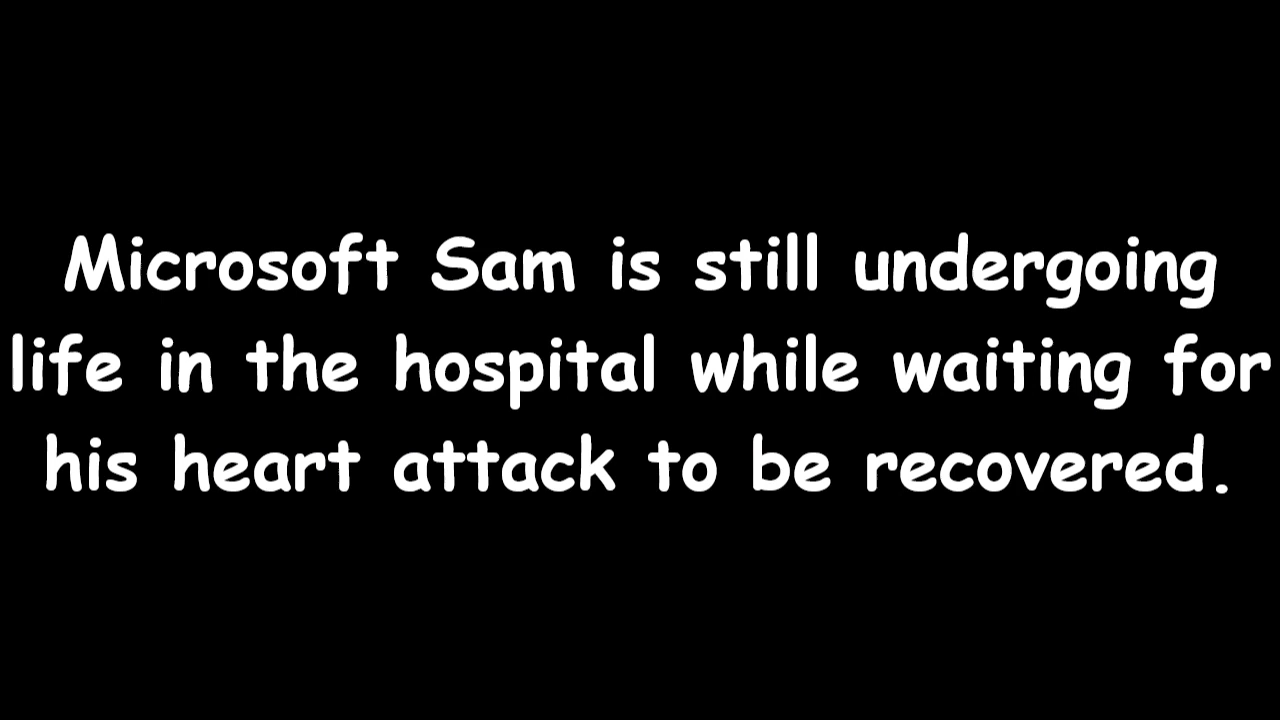 Microsoft Sam is still undergoing
life in the hospital while waiting for
his heart attack to be recovered.